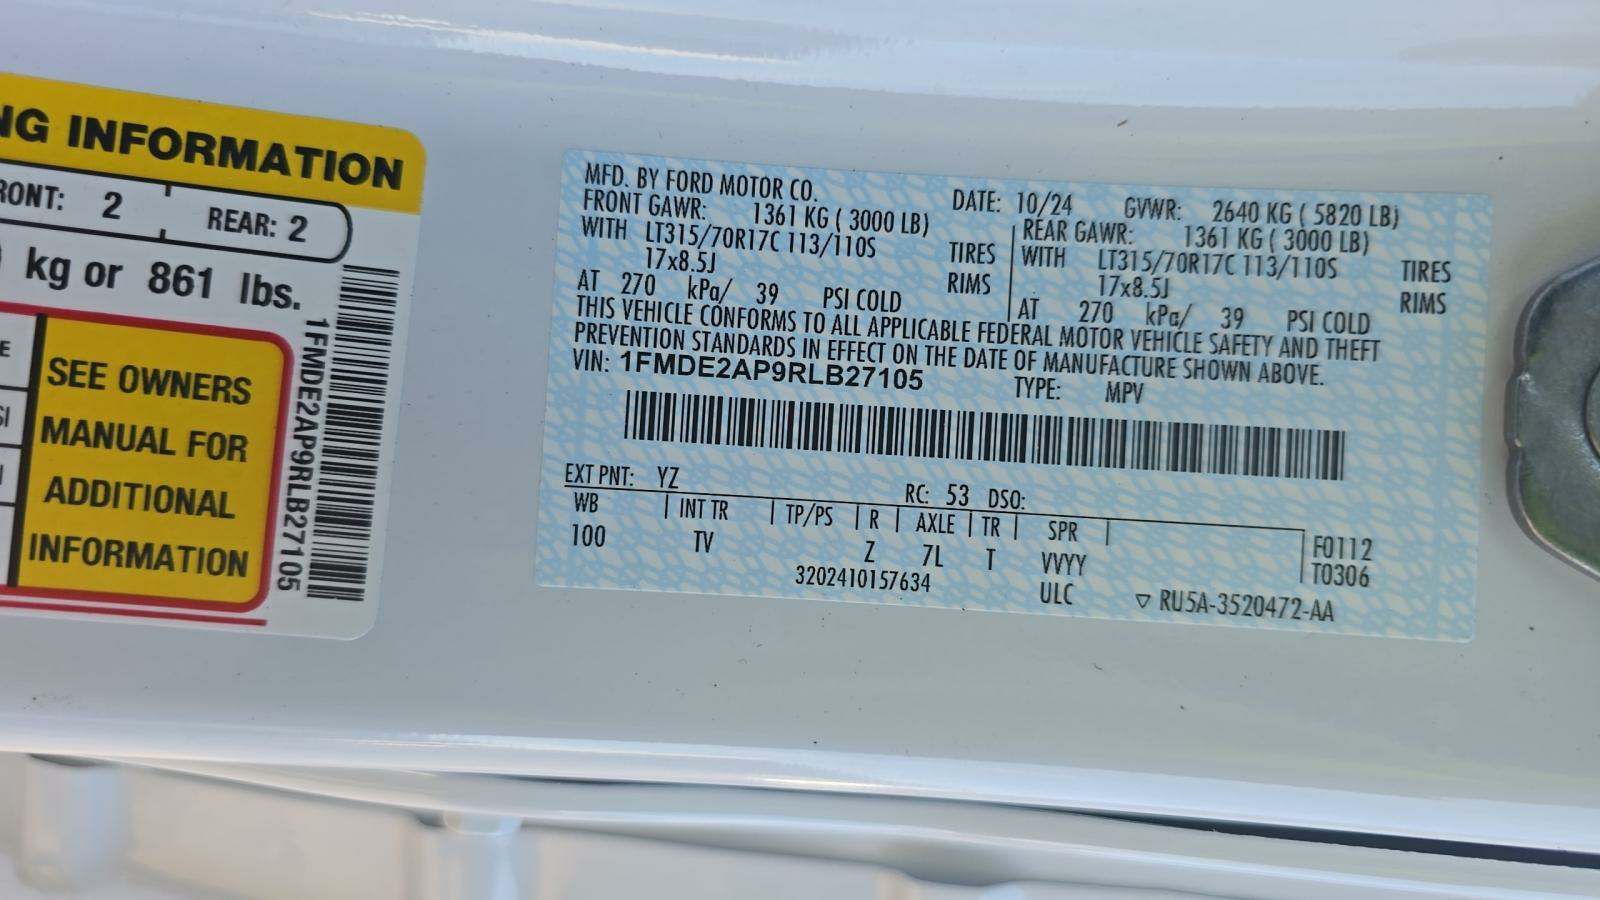 NG INFORMATION
RONT: 2 REAR: 2
kg or 861 lbs.
SEE OWNERS
MANUAL FOR
ADDITIONAL
INFORMATION
1FMDE2AP9RLB27105
MFD. BY FORD MOTOR CO. DATE: 10/24 GVWR: 2640 KG ( 5820 LB)
FRONT GAWR: 1361 KG ( 3000 LB) REAR GAWR: 1361 KG ( 3000 LB)
WITH LT315/70R17C 113/110S TIRES WITH LT315/70R17C 113/110S TIRES
17x8.5J RIMS 17x8.5J RIMS
AT 270 kPa/ 39 PSI COLD AT 270 kPa/ 39 PSI COLD
THIS VEHICLE CONFORMS TO ALL APPLICABLE FEDERAL MOTOR VEHICLE SAFETY AND THEFT
PREVENTION STANDARDS IN EFFECT ON THE DATE OF MANUFACTURE SHOWN ABOVE.
VIN: 1FMDE2AP9RLB27105 TYPE: MPV
EXT PNT: YZ RC: 53 DSO:
WB INT TR TP/PS R AXLE TR SPR F0112
100 TV Z 7L T VVYY T0306
3202410157634 ULC ▽ RU5A-3520472-AA